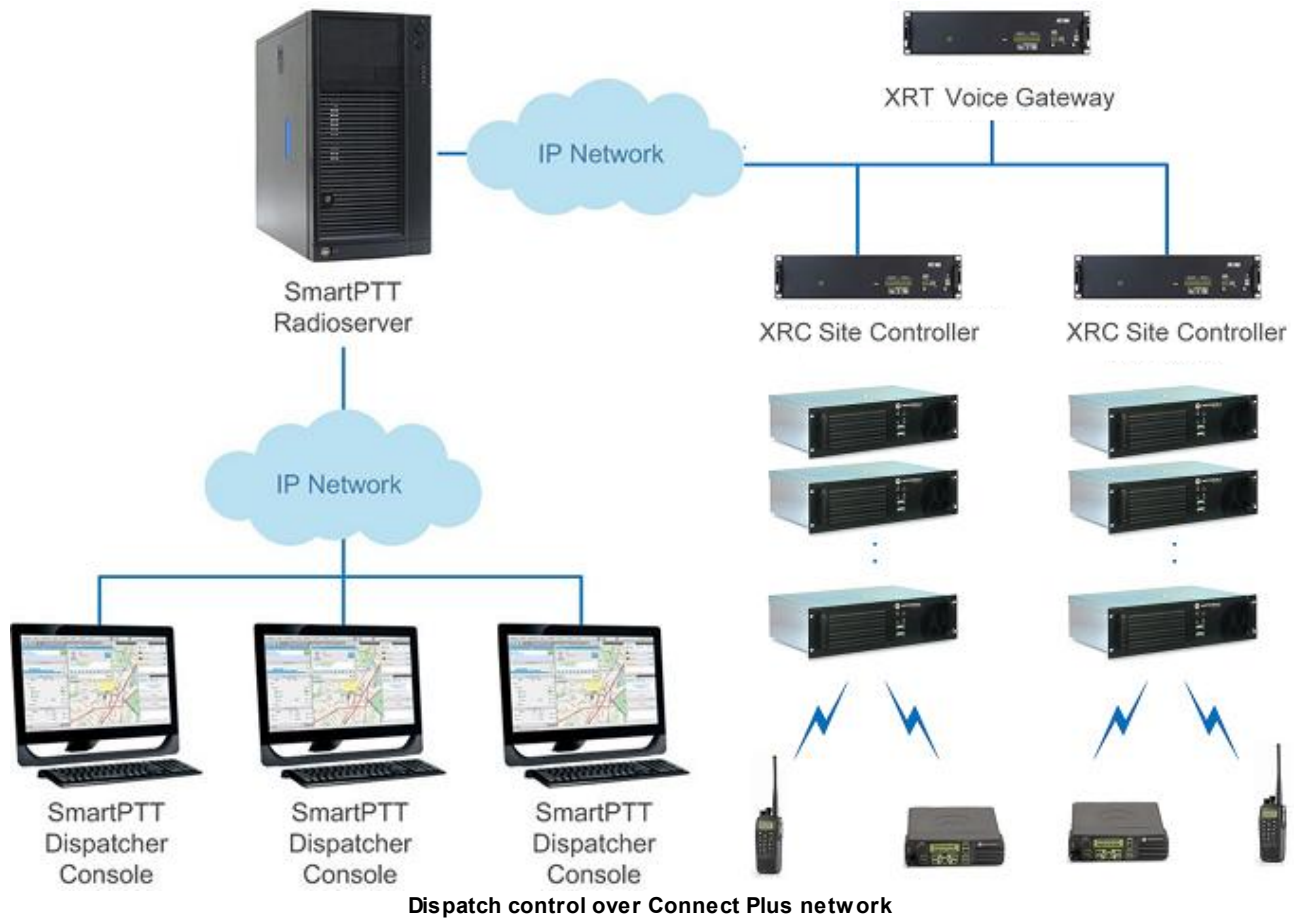 XRT Voice Gateway
IP Network
SmartPTT
Radioserver
XRC Site Controller
XRC Site Controller
IP Network
SmartPTT
Dispatcher
Console
SmartPTT
Dispatcher
Console
SmartPTT
Dispatcher
Console
Dispatch control over Connect Plus network